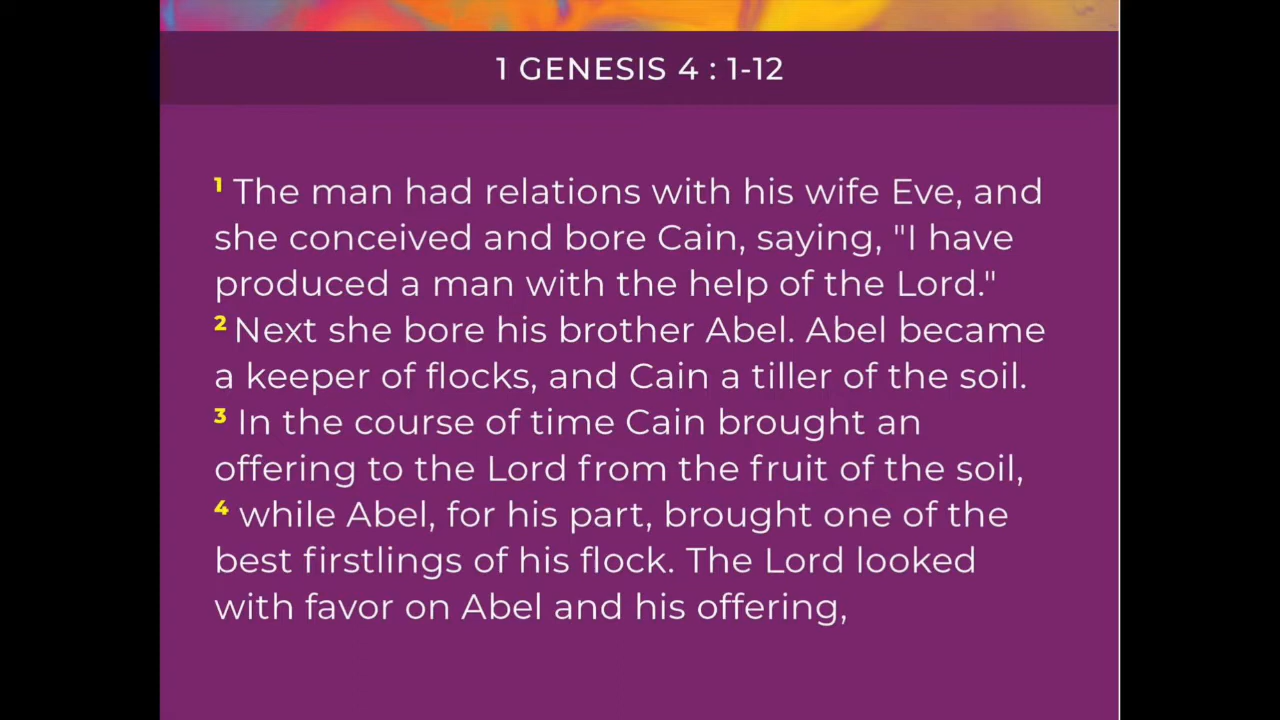 1 GENESIS 4 : 1-12
1 The man had relations with his wife Eve, and
she conceived and bore Cain, saying, "I have
produced a man with the help of the Lord."
2 Next she bore his brother Abel. Abel became
a keeper of flocks, and Cain a tiller of the soil.
3 In the course of time Cain brought an
offering to the Lord from the fruit of the soil,
4 while Abel, for his part, brought one of the
best firstlings of his flock. The Lord looked
with favor on Abel and his offering,